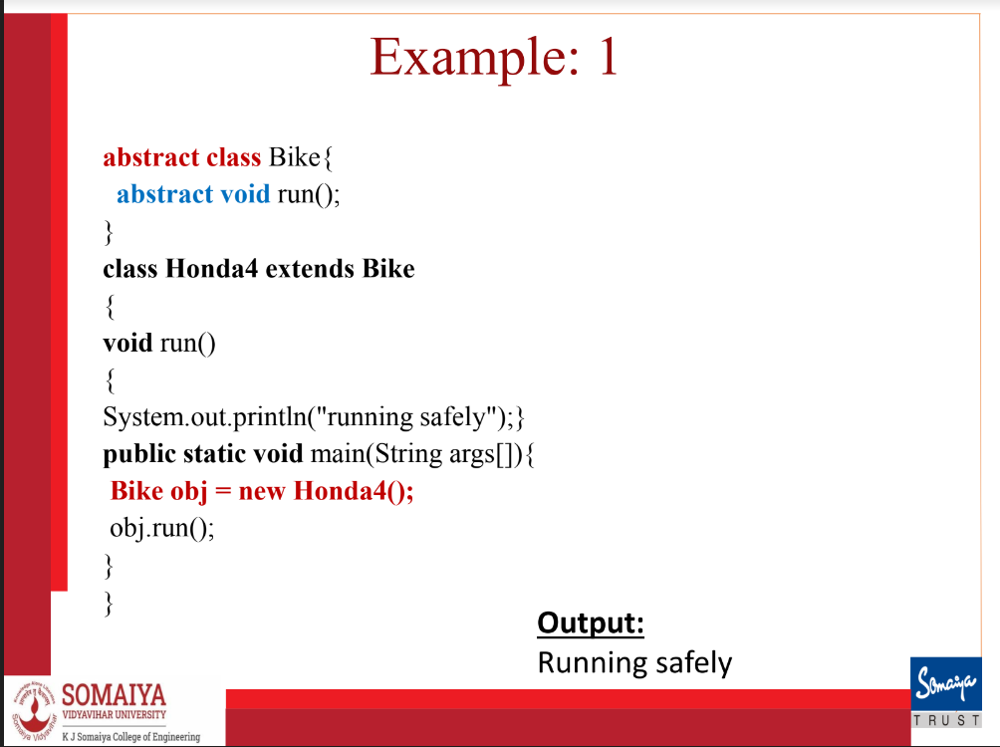 Example: 1
abstract class Bike{
abstract void run();
}
class Honda4 extends Bike
{
void run()
{
System.out.println("running safely");}
public static void main(String args[]){
Bike obj = new Honda4();
obj.run();
}
}
Output:
Running safely
SOMAIYA
VIDYAVIHAR UNIVERSITY
K J Somaiya College of Engineering
Somaiya
TRUST